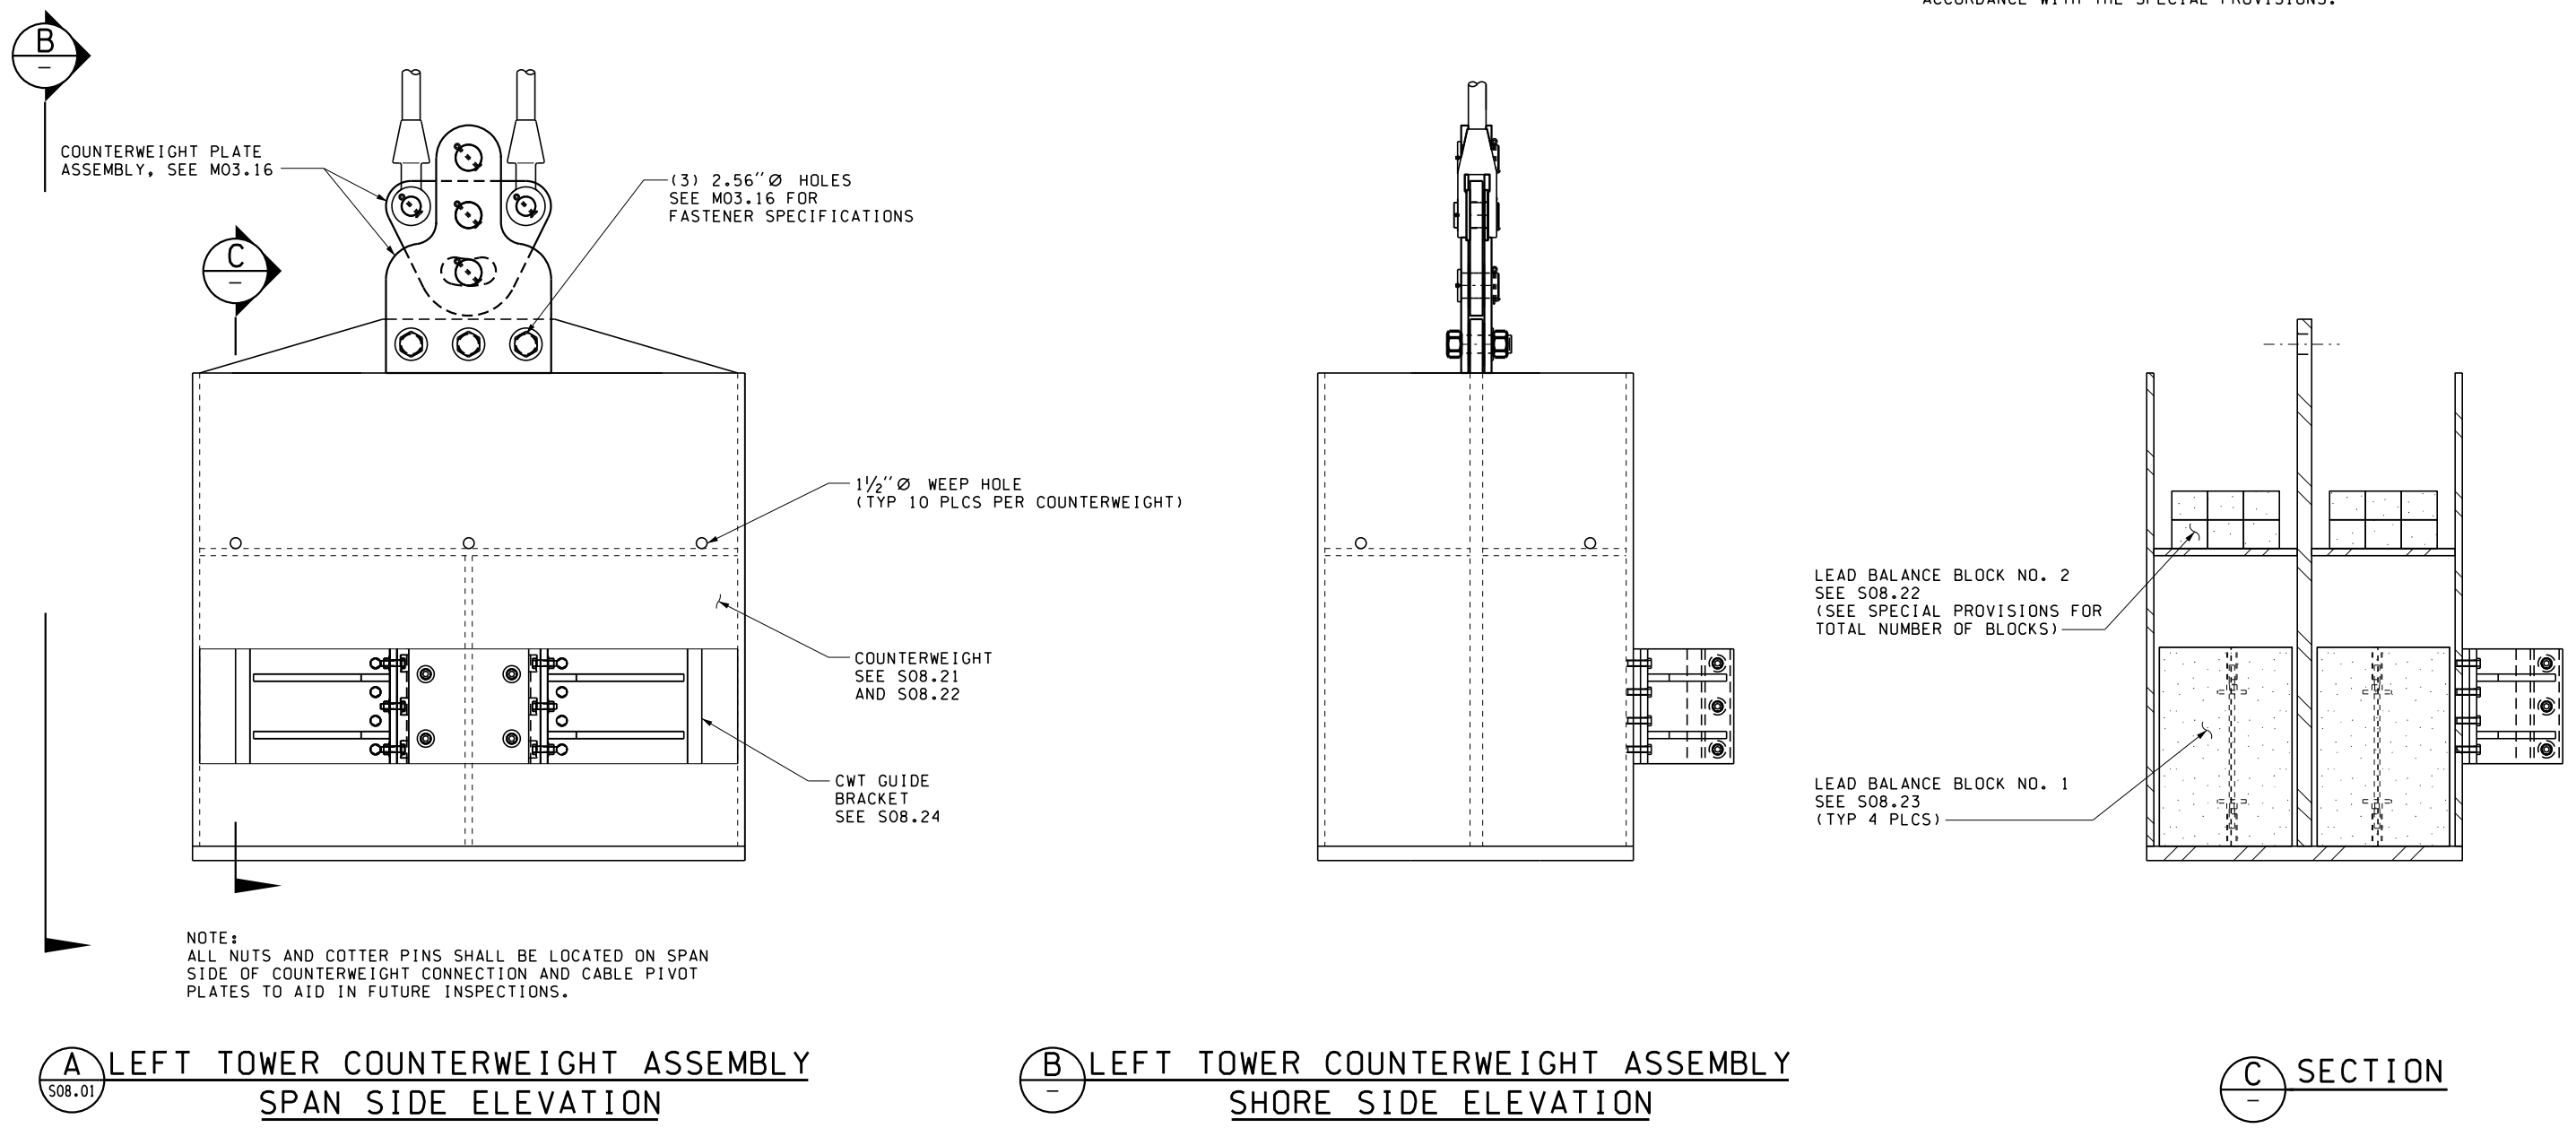 ACCORDANCE WITH THE SPECIAL PROVISIONS.
B
-
COUNTERWEIGHT PLATE
ASSEMBLY, SEE M03.16
(3) 2.56"Ø HOLES
SEE M03.16 FOR
FASTENER SPECIFICATIONS
C
-
1½"Ø WEEP HOLE
(TYP 10 PLCS PER COUNTERWEIGHT)
COUNTERWEIGHT
SEE S08.21
AND S08.22
CWT GUIDE
BRACKET
SEE S08.24
LEAD BALANCE BLOCK NO. 2
SEE S08.22
(SEE SPECIAL PROVISIONS FOR
TOTAL NUMBER OF BLOCKS)
LEAD BALANCE BLOCK NO. 1
SEE S08.23
(TYP 4 PLCS)
NOTE:
ALL NUTS AND COTTER PINS SHALL BE LOCATED ON SPAN
SIDE OF COUNTERWEIGHT CONNECTION AND CABLE PIVOT
PLATES TO AID IN FUTURE INSPECTIONS.
A
S08.01
LEFT TOWER COUNTERWEIGHT ASSEMBLY
SPAN SIDE ELEVATION
B
-
LEFT TOWER COUNTERWEIGHT ASSEMBLY
SHORE SIDE ELEVATION
C
-
SECTION